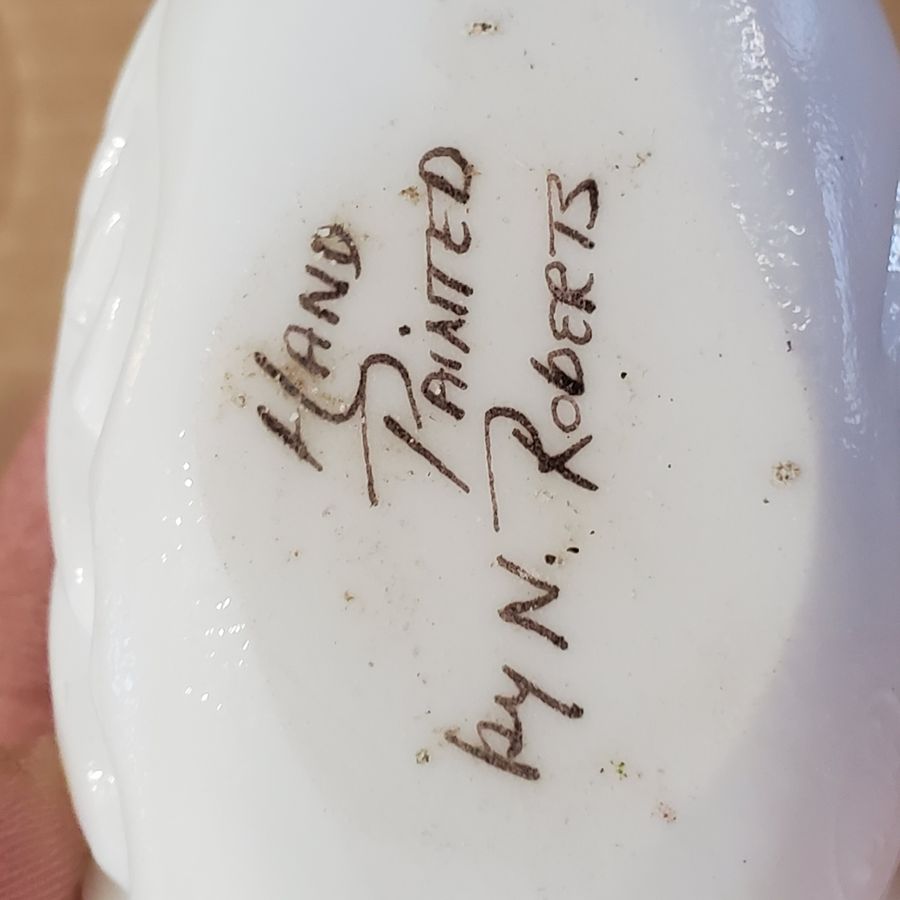 HAND
PAINTED
by N. ROBERTS